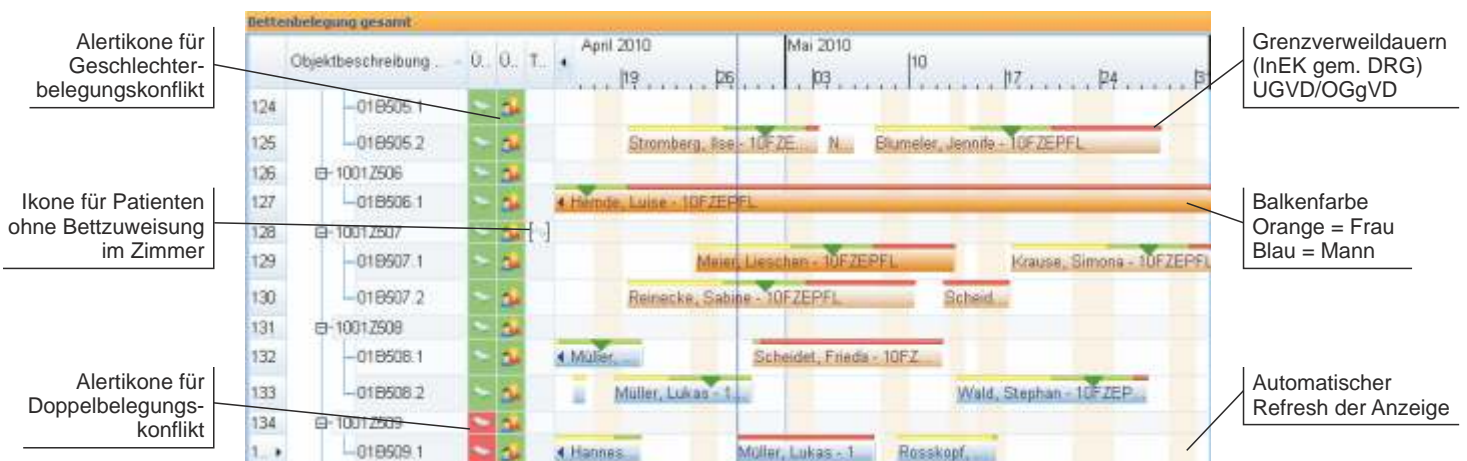 Bettenbelegung gesamt
Alertikone für
Geschlechter-
belegungskonflikt
Ikone für Patienten
ohne Bettzuweisung
im Zimmer
Alertikone für
Doppelbelegungs-
konflikt
Objektbeschreibung .. Ü.. Ü.. T..
April 2010 Mai 2010
19 26 03 10 17 24 31
124 01B505.1
125 01B505.2 Stromberg, Ilse - 10FZE... N... Blumeler, Jennife - 10FZEPFL
126 1001Z506
127 01B506.1 Hemde, Luise - 10FZEPFL
128 1001Z507
129 01B507.1 Meier, Lieschen - 10FZEPFL Krause, Simona - 10FZEPFL
130 01B507.2 Reinecke, Sabine - 10FZEPFL Scheid...
131 1001Z508
132 01B508.1 Müller, ... Scheidet, Frieda - 10FZ...
133 01B508.2 Müller, Lukas - 1... Wald, Stephan - 10FZEP...
134 1001Z509
1.. 01B509.1 Hannes... Müller, Lukas - 1... Rosskopf, ...
Grenzverweildauern
(InEK gem. DRG)
UGVD/OGgVD
Balkenfarbe
Orange = Frau
Blau = Mann
Automatischer
Refresh der Anzeige